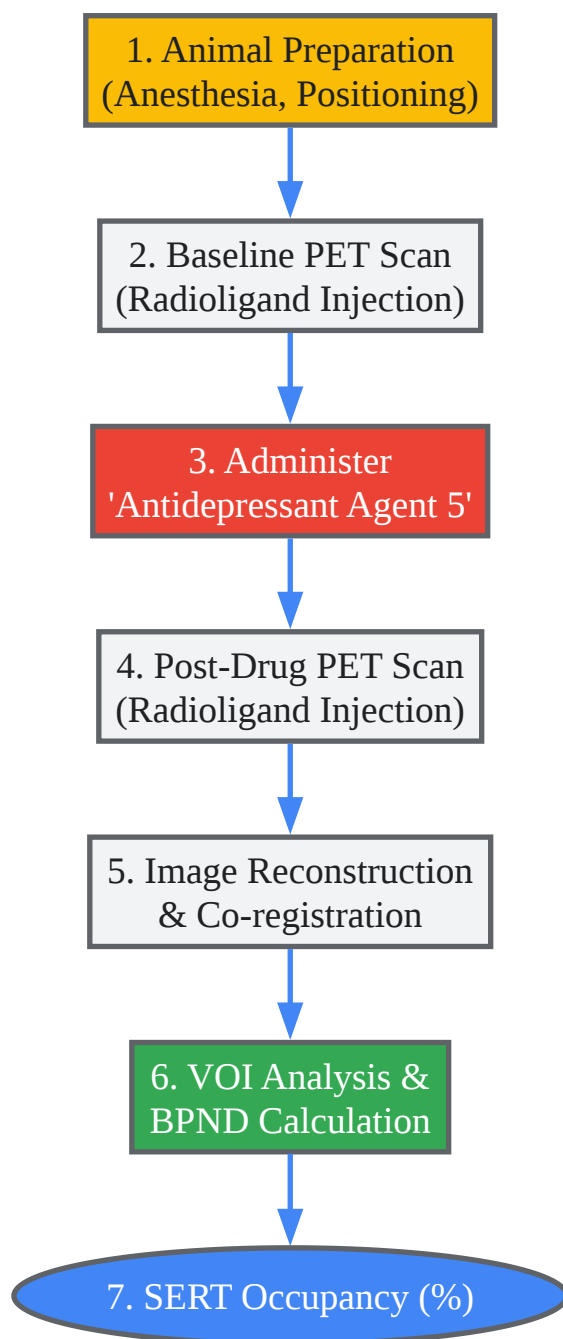 1. Animal Preparation
(Anesthesia, Positioning)
2. Baseline PET Scan
(Radioligand Injection)
3. Administer
'Antidepressant Agent 5'
4. Post-Drug PET Scan
(Radioligand Injection)
5. Image Reconstruction
& Co-registration
6. VOI Analysis &
BPND Calculation
7. SERT Occupancy (%)